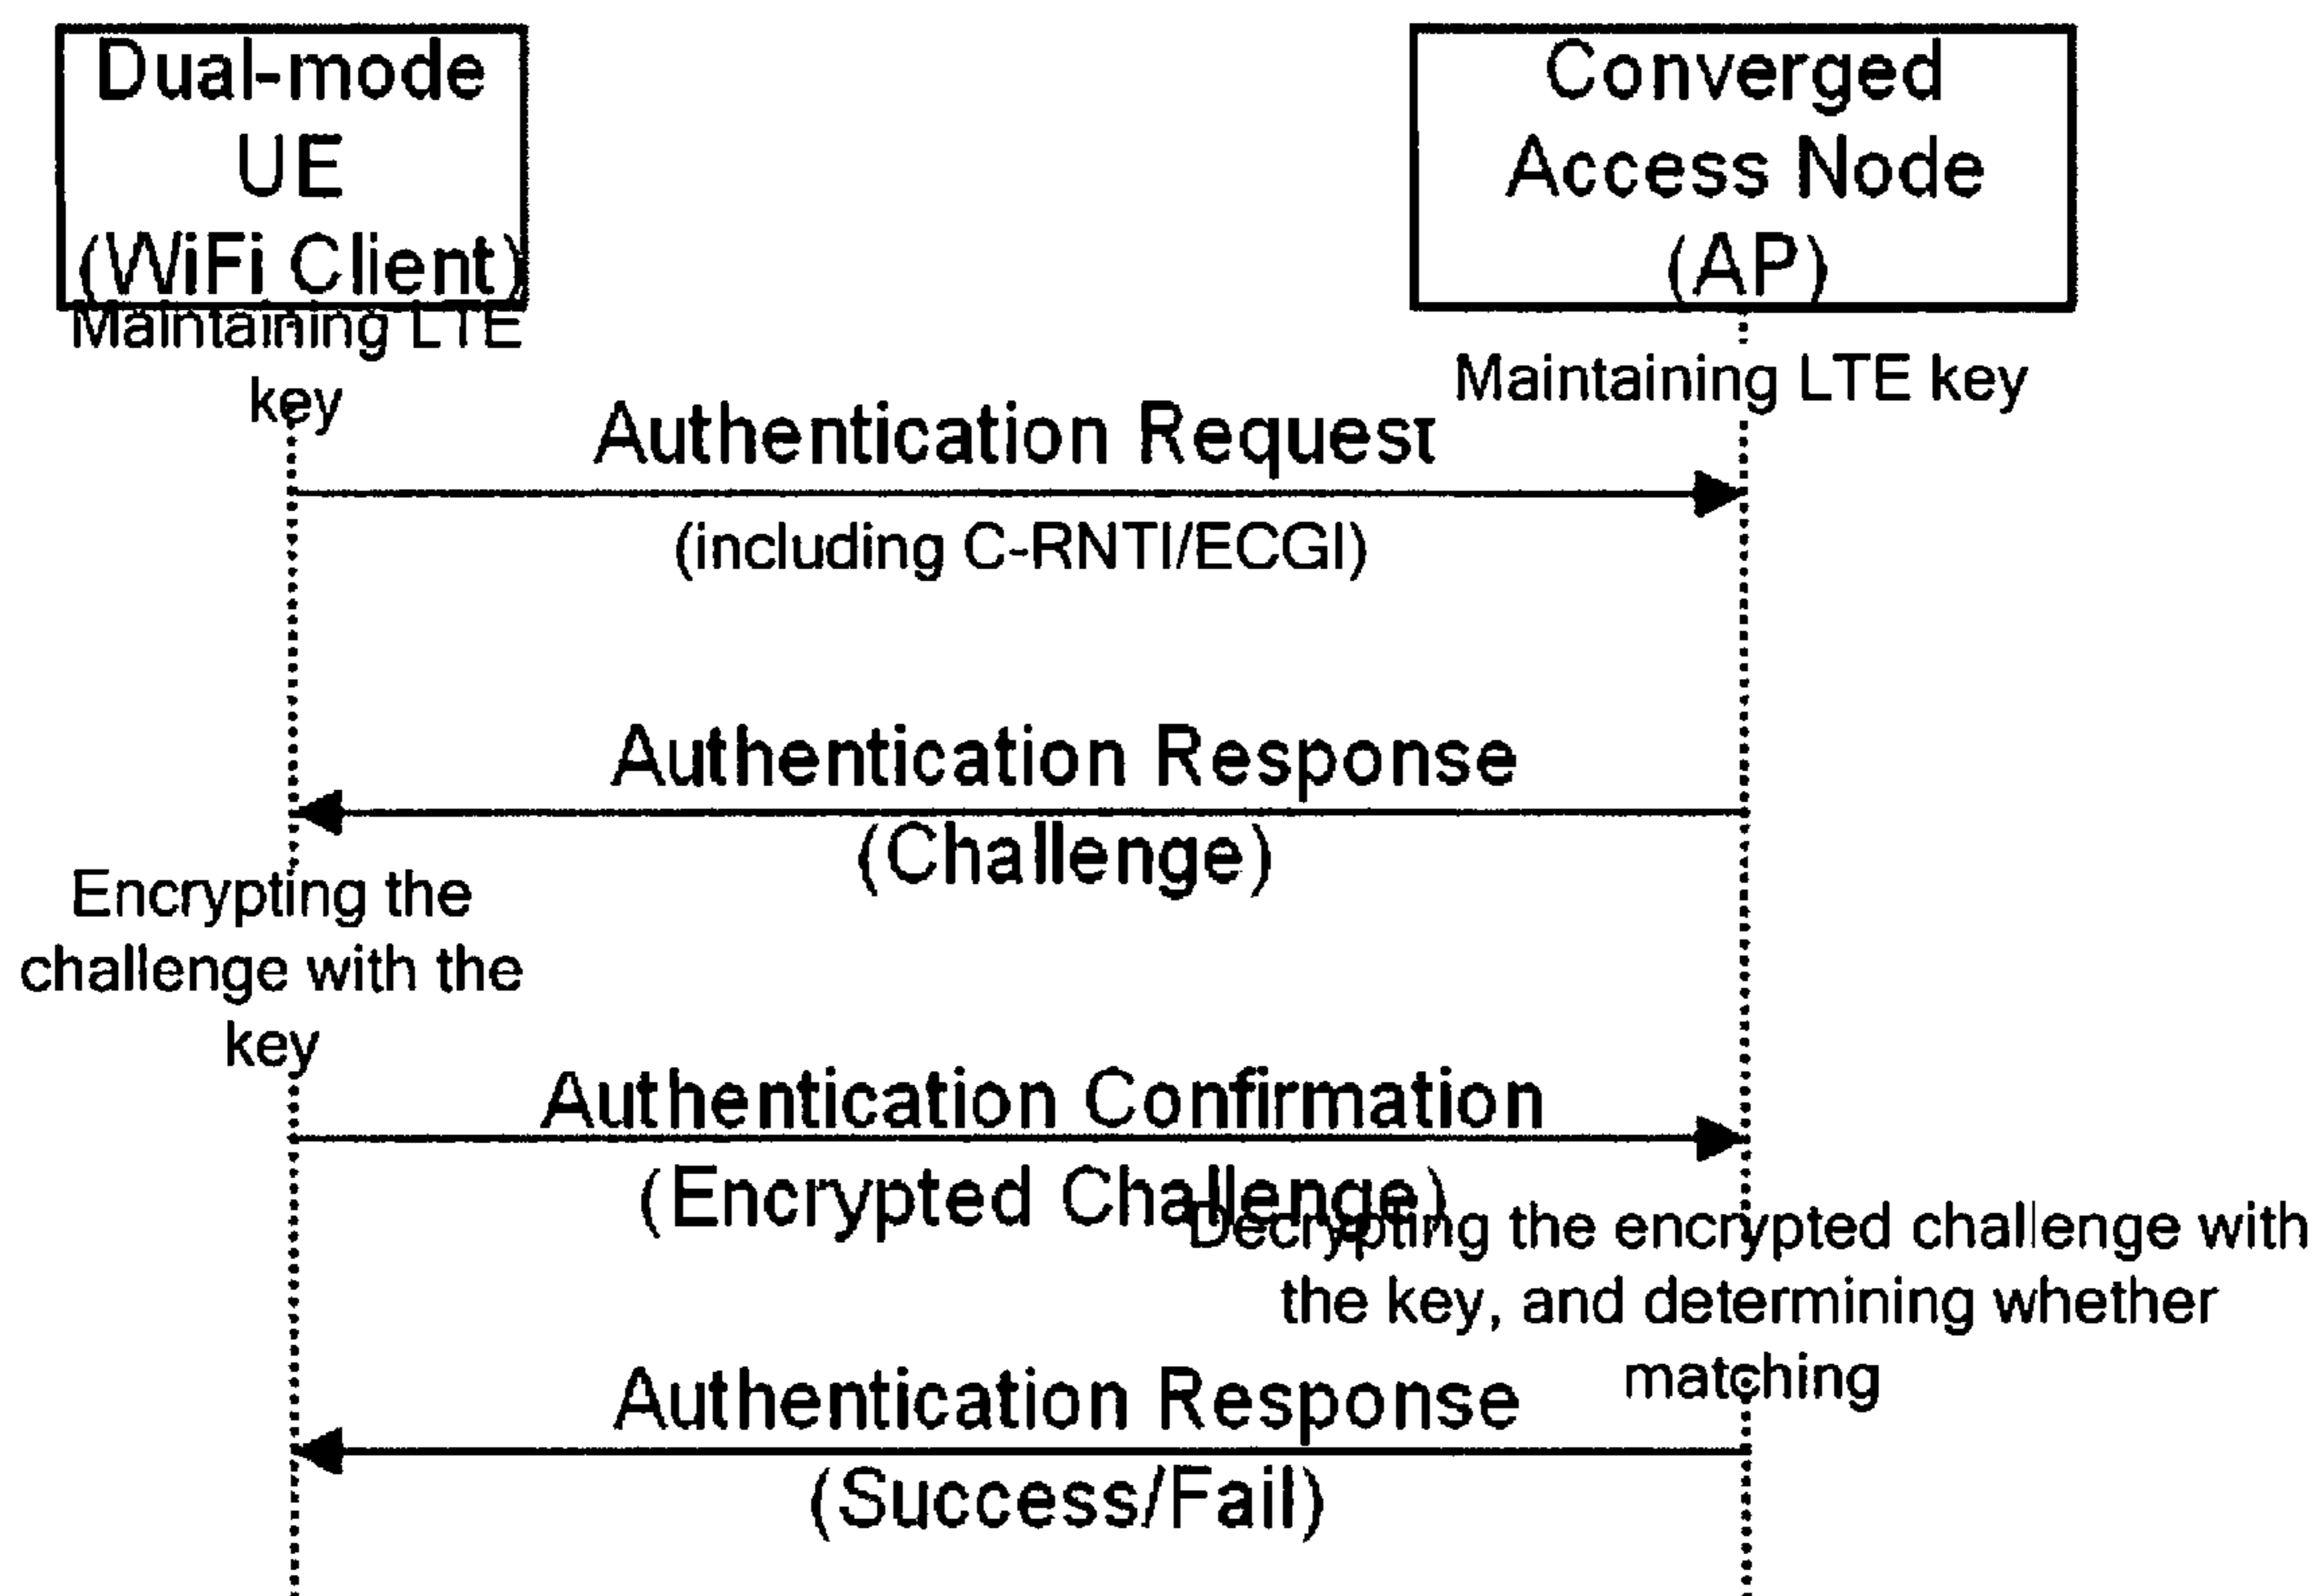 Dual-mode
UE
(WiFi Client)
Converged
Access Node
(AP)
Maintaining LTE
key
Maintaining LTE key
Authentication Request
(including C-RNTI/ECGI)
Authentication Response
(Challenge)
Encrypting the
challenge with the
key
Authentication Confirmation
(Encrypted Challenge)
Decrypting the encrypted challenge with
the key, and determining whether
matching
Authentication Response
(Success/Fail)